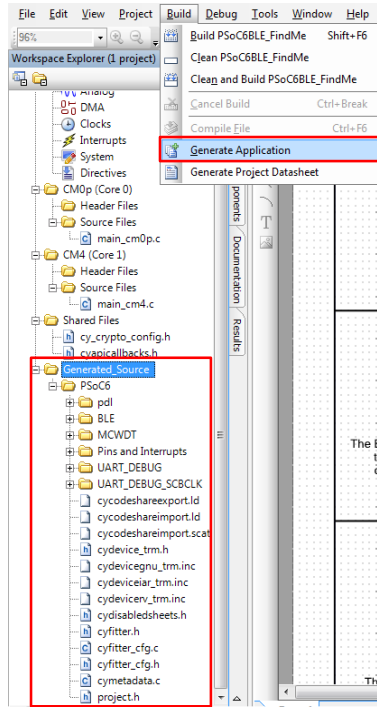 File Edit View Project Build Debug Tools Window Help
96%
Build PSoC6BLE_FindMe Shift+F6
Clean PSoC6BLE_FindMe
Clean and Build PSoC6BLE_FindMe
Cancel Build Ctrl+Break
Compile File Ctrl+F6
Generate Application
Generate Project Datasheet
Workspace Explorer (1 project)
Analog
DMA
Clocks
Interrupts
System
Directives
CM0p (Core 0)
Header Files
Source Files
main_cm0p.c
CM4 (Core 1)
Header Files
Source Files
main_cm4.c
Shared Files
cy_crypto_config.h
cyapicallbacks.h
Generated_Source
PSoC6
pdl
BLE
MCWDT
Pins and Interrupts
UART_DEBUG
UART_DEBUG_SCBCLK
cycodeshareexport.ld
cycodeshareimport.ld
cycodeshareimport.scat
cydevice_trm.h
cydevicegnu_trm.inc
cydeviceiar_trm.inc
cydevicerv_trm.inc
cydisabledsheets.h
cyfitter.h
cyfitter_cfg.c
cyfitter_cfg.h
cymetadata.c
project.h
ponents
Documentation
Results
T
The B
t
Th